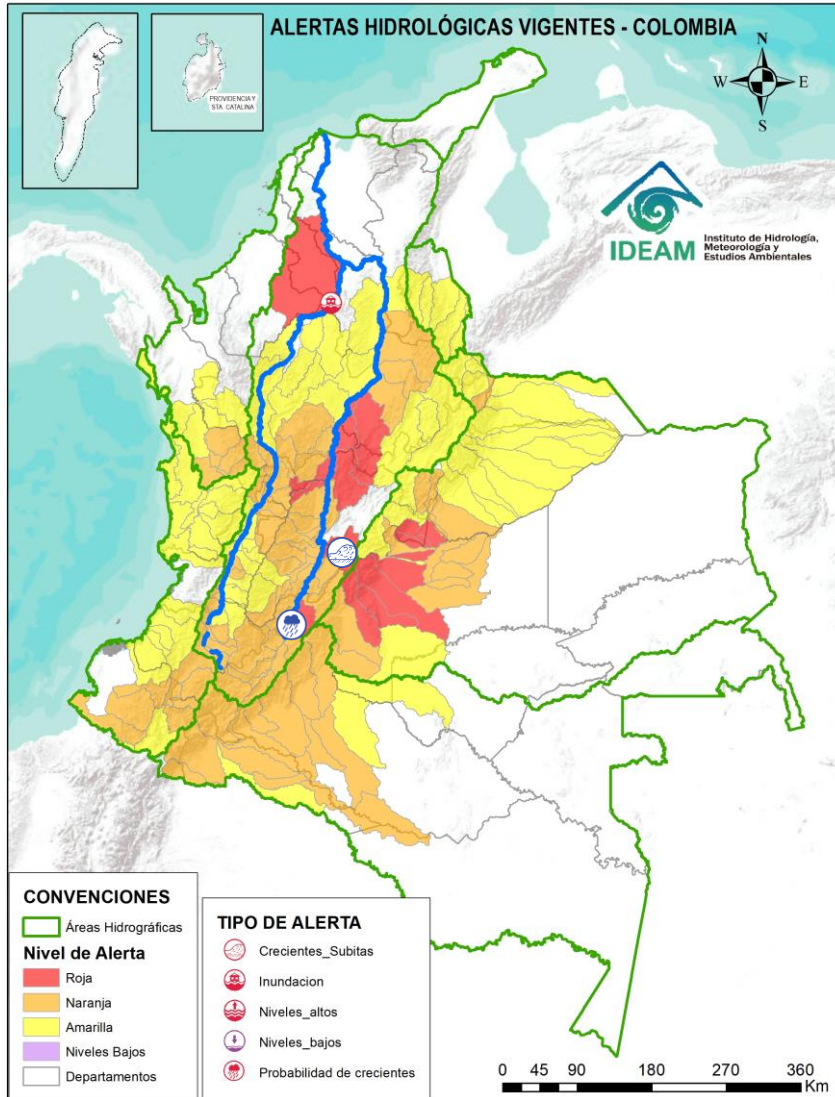 ALERTAS HIDROLÓGICAS VIGENTES - COLOMBIA
PROVIDENCIA Y
STA. CATALINA
N
W
E
S
IDEAM
Instituto de Hidrología,
Meteorología y
Estudios Ambientales
CONVENCIONES
Áreas Hidrográficas
Nivel de Alerta
Roja
Naranja
Amarilla
Niveles Bajos
Departamentos
TIPO DE ALERTA
Crecientes_Subitas
Inundacion
Niveles_altos
Niveles_bajos
Probabilidad de crecientes
0 45 90 180 270 360
Km